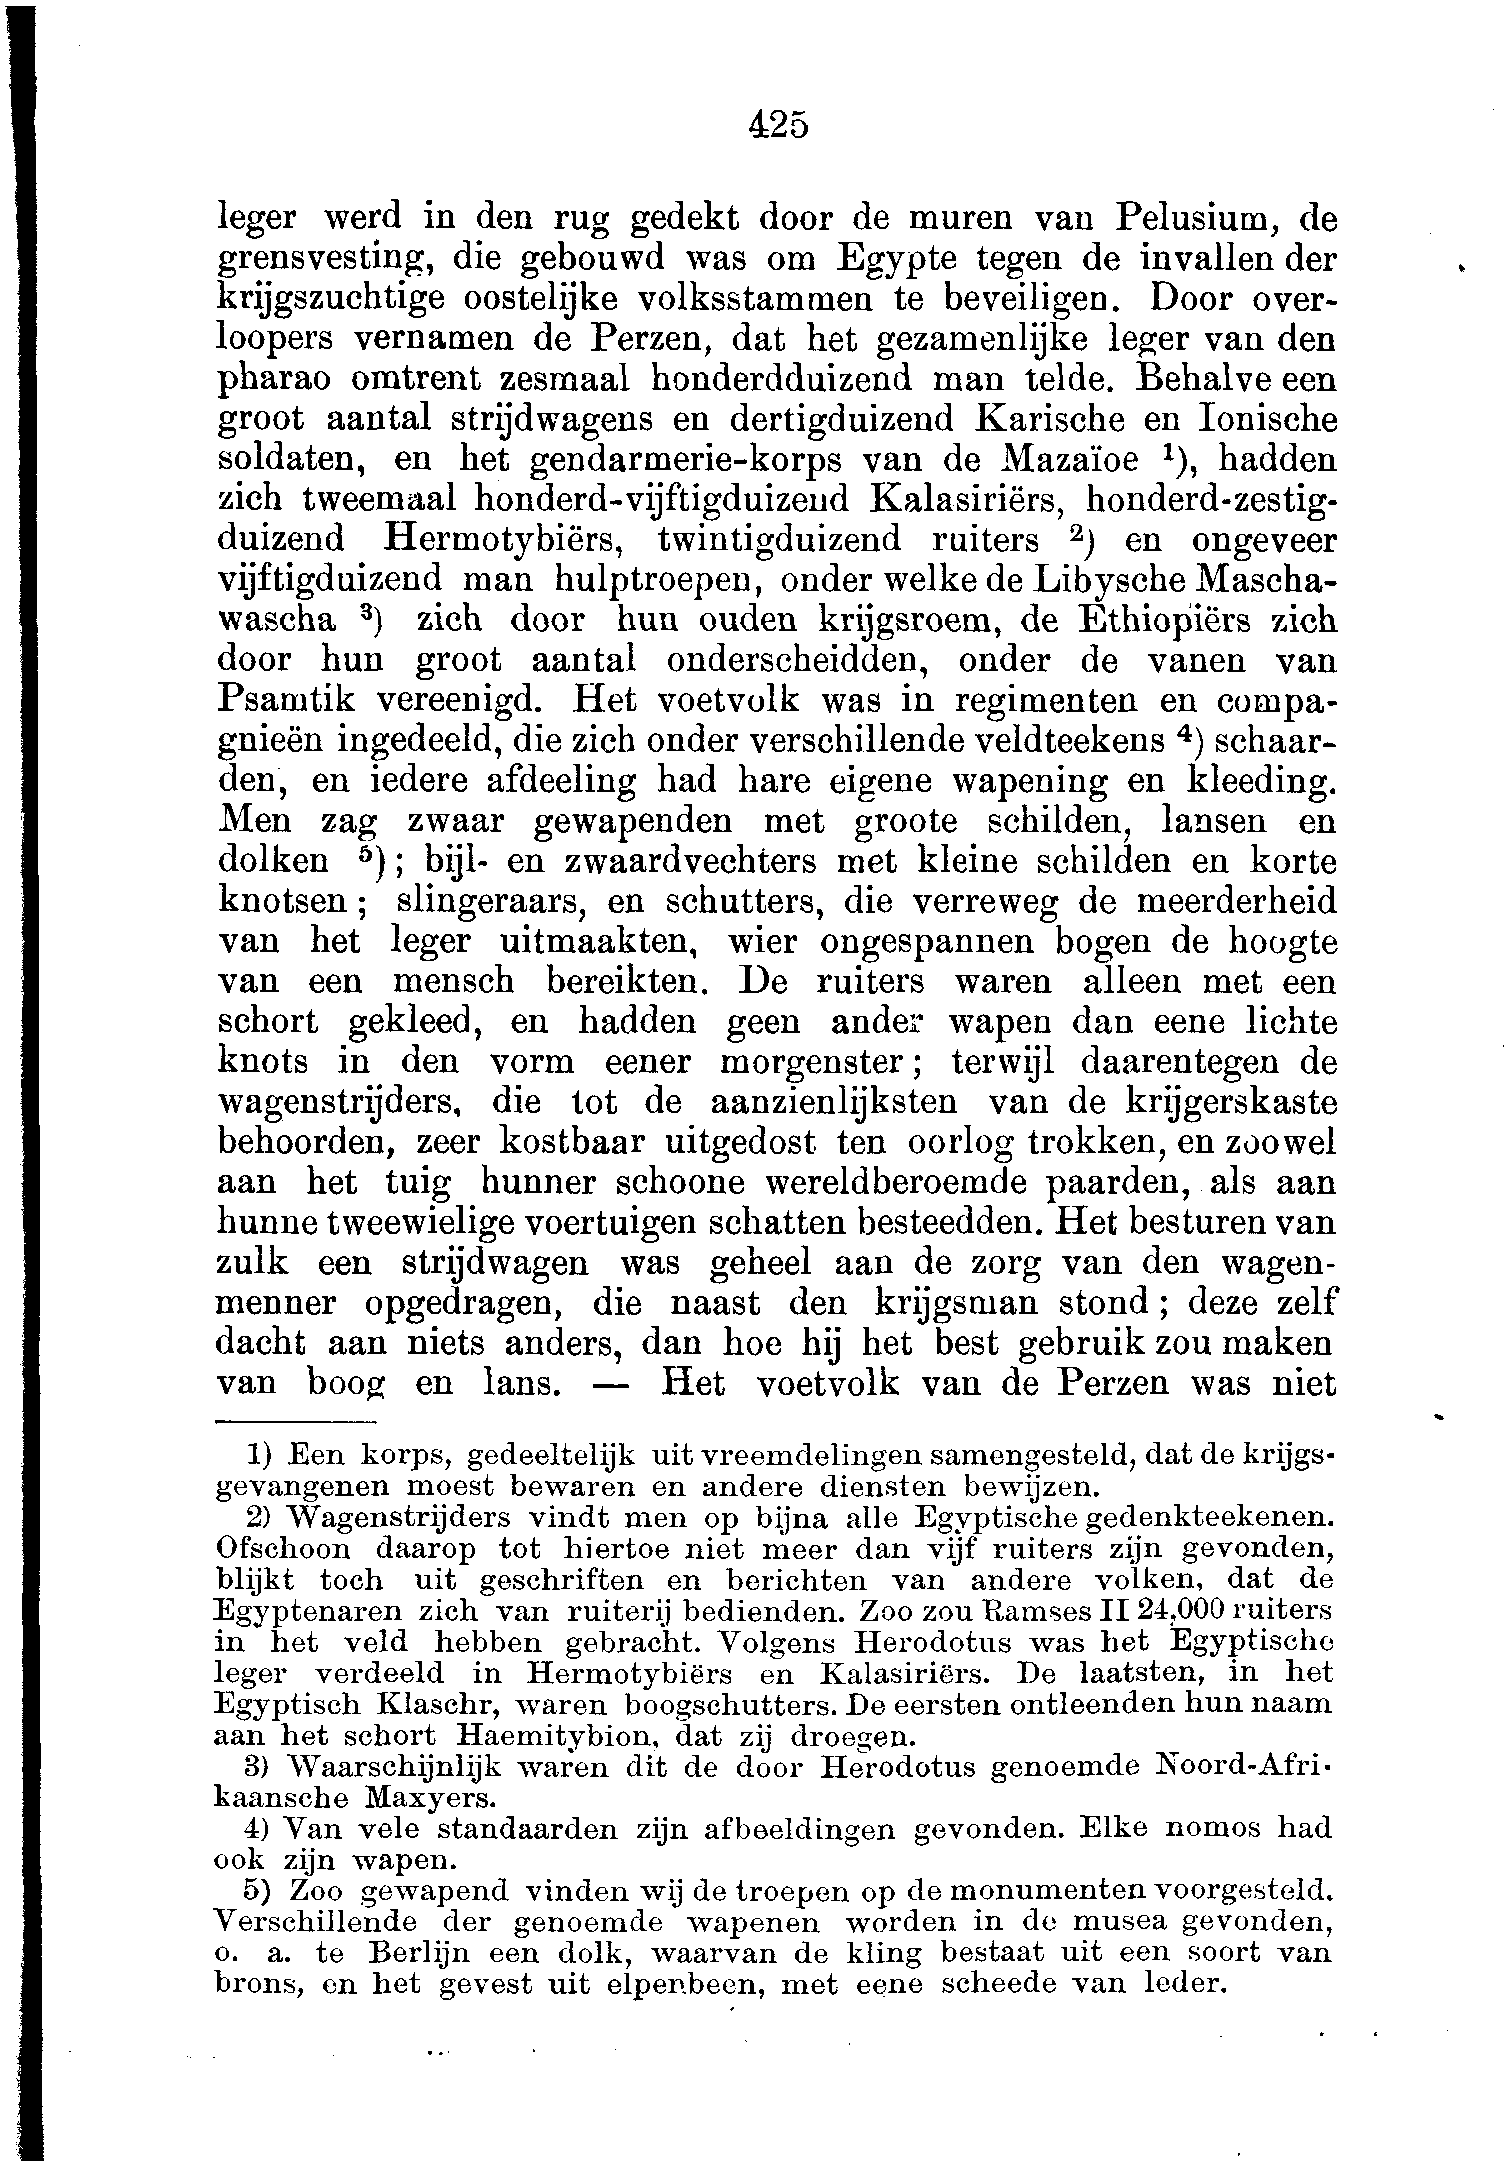 425
leger werd in den rug gedekt door de muren van Pelusium, de
grensvesting, die gebouwd was om Egypte tegen de invallen der
krijgszuchtige oostelijke volksstammen te beveiligen. Door over-
loopers vernamen de Perzen, dat het gezamenlijke leger van den
pharao omtrent zesmaal honderdduizend man telde. Behalve een
groot aantal strijdwagens en dertigduizend Karische en Ionische
soldaten, en het gendarmerie-korps van de Mazaïoe ¹), hadden
zich tweemaal honderd-vijftigduizend Kalasiriërs, honderd-zestig-
duizend Hermotybiërs, twintigduizend ruiters ²) en ongeveer
vijftigduizend man hulptroepen, onder welke de Libysche Mascha-
wascha ³) zich door hun ouden krijgsroem, de Ethiopiërs zich
door hun groot aantal onderscheidden, onder de vanen van
Psamtik vereenigd. Het voetvolk was in regimenten en compa-
gnieën ingedeeld, die zich onder verschillende veldteekens ⁴) schaar-
den, en iedere afdeeling had hare eigene wapening en kleeding.
Men zag zwaar gewapenden met groote schilden, lansen en
dolken ⁵); bijl- en zwaardvechters met kleine schilden en korte
knotsen; slingeraars, en schutters, die verreweg de meerderheid
van het leger uitmaakten, wier ongespannen bogen de hoogte
van een mensch bereikten. De ruiters waren alleen met een
schort gekleed, en hadden geen ander wapen dan eene lichte
knots in den vorm eener morgenster; terwijl daarentegen de
wagenstrijders, die tot de aanzienlijksten van de krijgerskaste
behoorden, zeer kostbaar uitgedost ten oorlog trokken, en zoowel
aan het tuig hunner schoone wereldberoemde paarden, als aan
hunne tweewielige voertuigen schatten besteedden. Het besturen van
zulk een strijdwagen was geheel aan de zorg van den wagen-
menner opgedragen, die naast den krijgsman stond; deze zelf
dacht aan niets anders, dan hoe hij het best gebruik zou maken
van boog en lans. — Het voetvolk van de Perzen was niet
1) Een korps, gedeeltelijk uit vreemdelingen samengesteld, dat de krijgs-
gevangenen moest bewaren en andere diensten bewijzen.
2) Wagenstrijders vindt men op bijna alle Egyptische gedenkteekenen.
Ofschoon daarop tot hiertoe niet meer dan vijf ruiters zijn gevonden,
blijkt toch uit geschriften en berichten van andere volken, dat de
Egyptenaren zich van ruiterij bedienden. Zoo zou Ramses II 24,000 ruiters
in het veld hebben gebracht. Volgens Herodotus was het Egyptische
leger verdeeld in Hermotybiërs en Kalasiriërs. De laatsten, in het
Egyptisch Klaschr, waren boogschutters. De eersten ontleenden hun naam
aan het schort Haemitybion, dat zij droegen.
3) Waarschijnlijk waren dit de door Herodotus genoemde Noord-Afri-
kaansche Maxyers.
4) Van vele standaarden zijn afbeeldingen gevonden. Elke nomos had
ook zijn wapen.
5) Zoo gewapend vinden wij de troepen op de monumenten voorgesteld.
Verschillende der genoemde wapenen worden in de musea gevonden,
o. a. te Berlijn een dolk, waarvan de kling bestaat uit een soort van
brons, en het gevest uit elpenbeen, met eene scheede van leder.